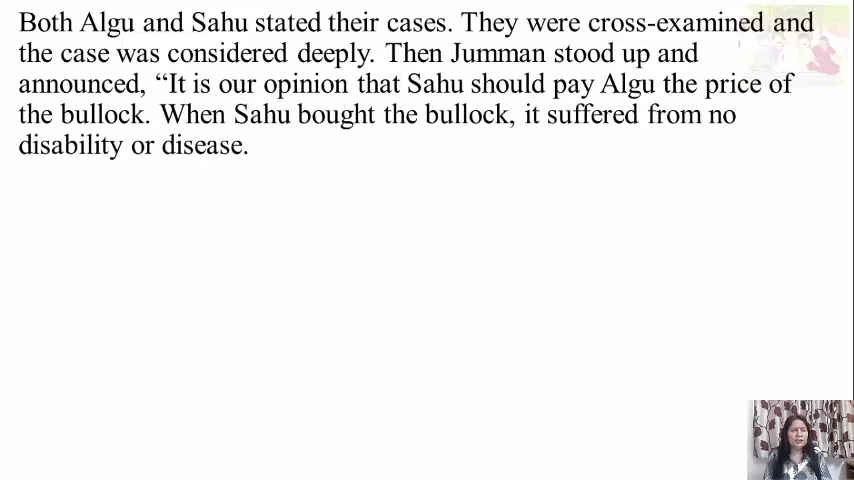 Both Algu and Sahu stated their cases. They were cross-examined and
the case was considered deeply. Then Jumman stood up and
announced, “It is our opinion that Sahu should pay Algu the price of
the bullock. When Sahu bought the bullock, it suffered from no
disability or disease.